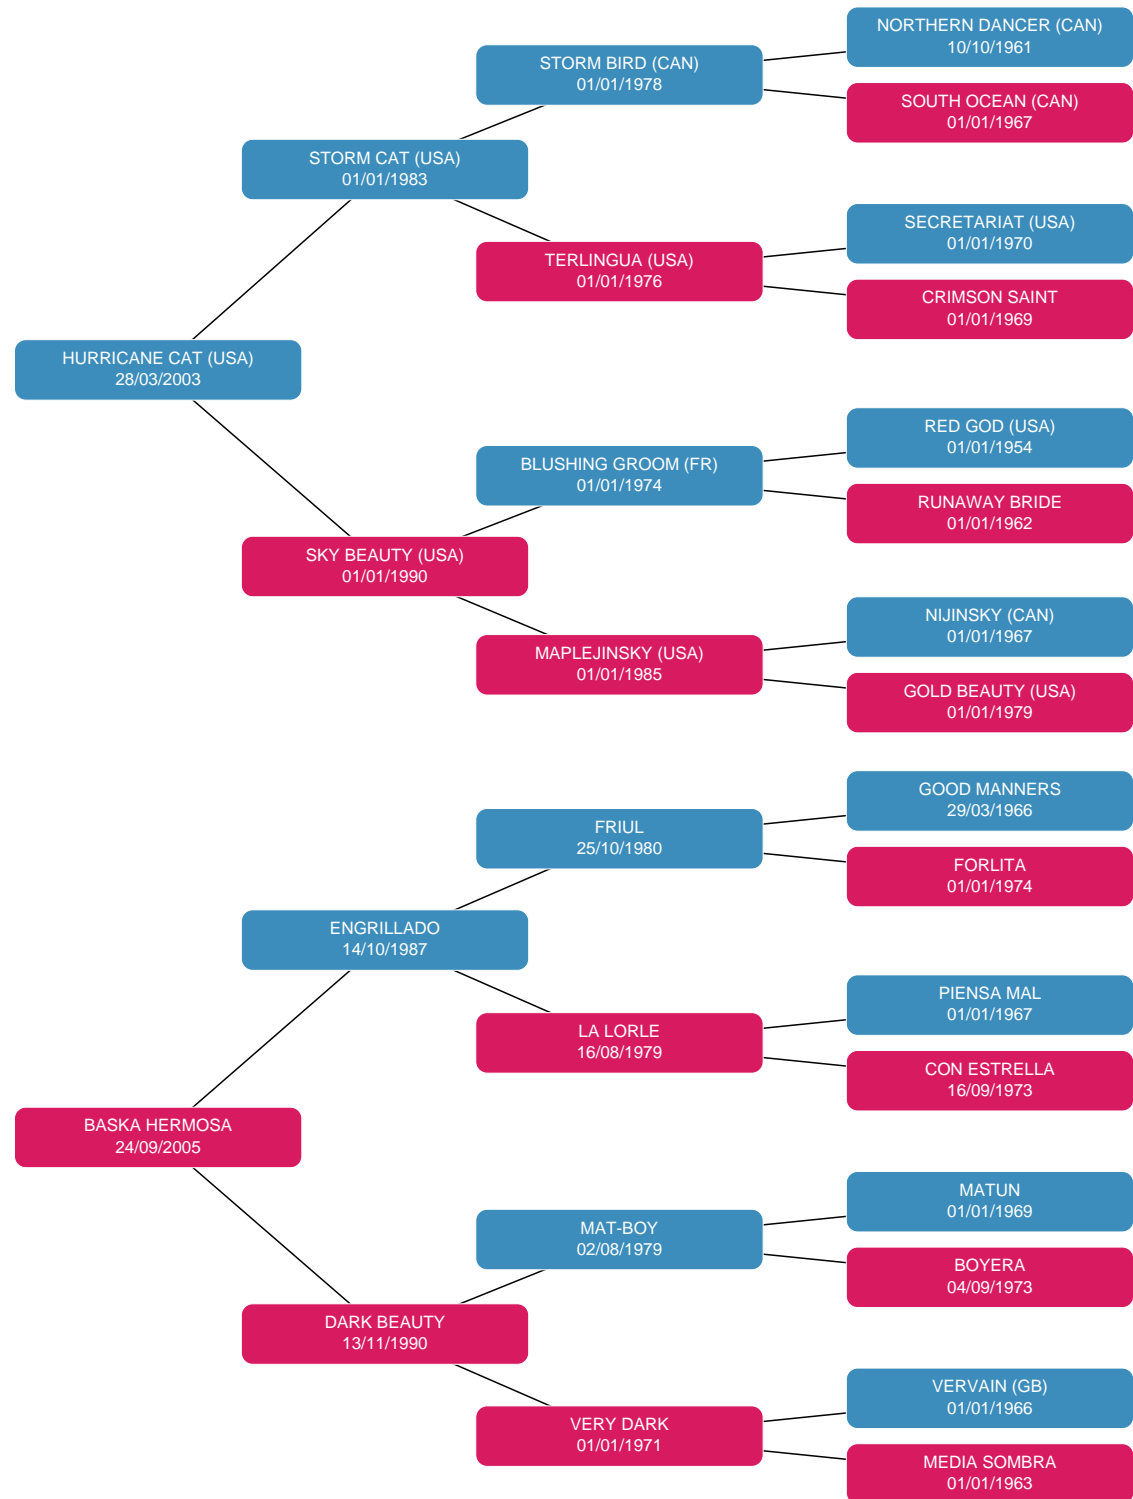 NORTHERN DANCER (CAN)
10/10/1961
STORM BIRD (CAN)
01/01/1978
SOUTH OCEAN (CAN)
01/01/1967
STORM CAT (USA)
01/01/1983
SECRETARIAT (USA)
01/01/1970
TERLINGUA (USA)
01/01/1976
CRIMSON SAINT
01/01/1969
HURRICANE CAT (USA)
28/03/2003
RED GOD (USA)
01/01/1954
BLUSHING GROOM (FR)
01/01/1974
RUNAWAY BRIDE
01/01/1962
SKY BEAUTY (USA)
01/01/1990
NIJINSKY (CAN)
01/01/1967
MAPLEJINSKY (USA)
01/01/1985
GOLD BEAUTY (USA)
01/01/1979
GOOD MANNERS
29/03/1966
FRIUL
25/10/1980
FORLITA
01/01/1974
ENGRILLADO
14/10/1987
PIENSA MAL
01/01/1967
LA LORLE
16/08/1979
CON ESTRELLA
16/09/1973
BASKA HERMOSA
24/09/2005
MATUN
01/01/1969
MAT-BOY
02/08/1979
BOYERA
04/09/1973
DARK BEAUTY
13/11/1990
VERVAIN (GB)
01/01/1966
VERY DARK
01/01/1971
MEDIA SOMBRA
01/01/1963